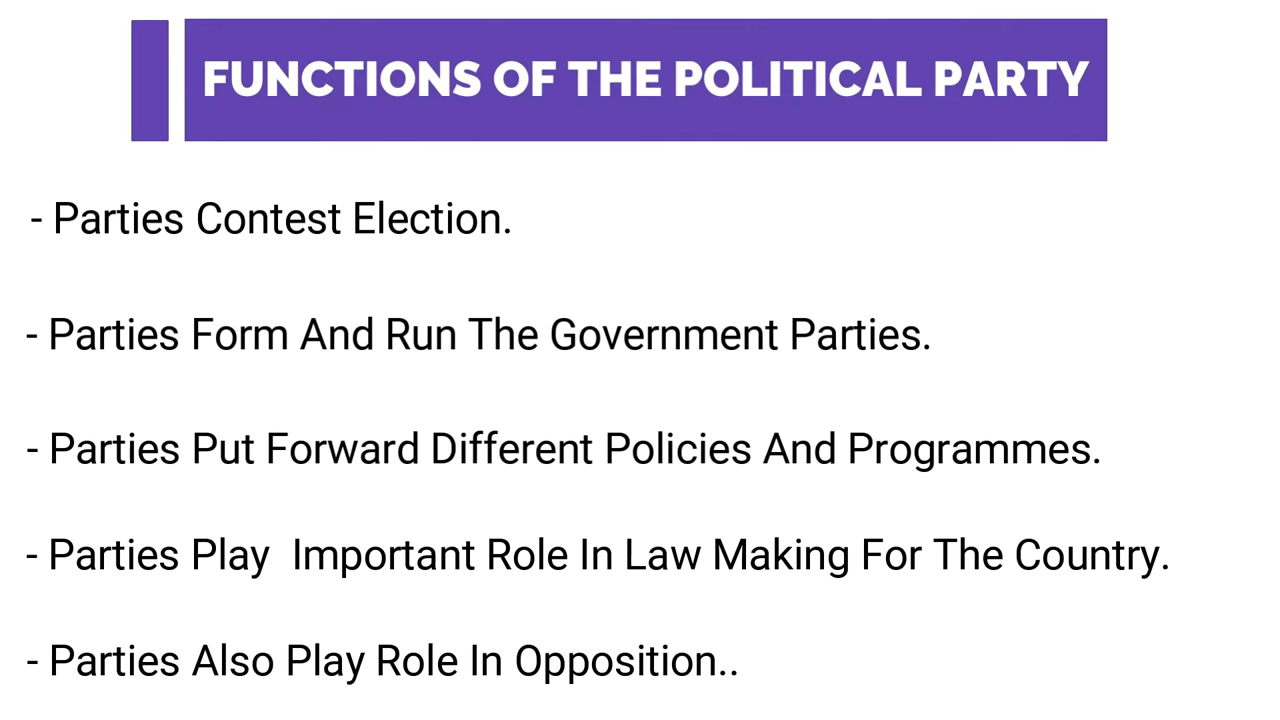 FUNCTIONS OF THE POLITICAL PARTY
- Parties Contest Election.
- Parties Form And Run The Government Parties.
- Parties Put Forward Different Policies And Programmes.
- Parties Play  Important Role In Law Making For The Country.
- Parties Also Play Role In Opposition..